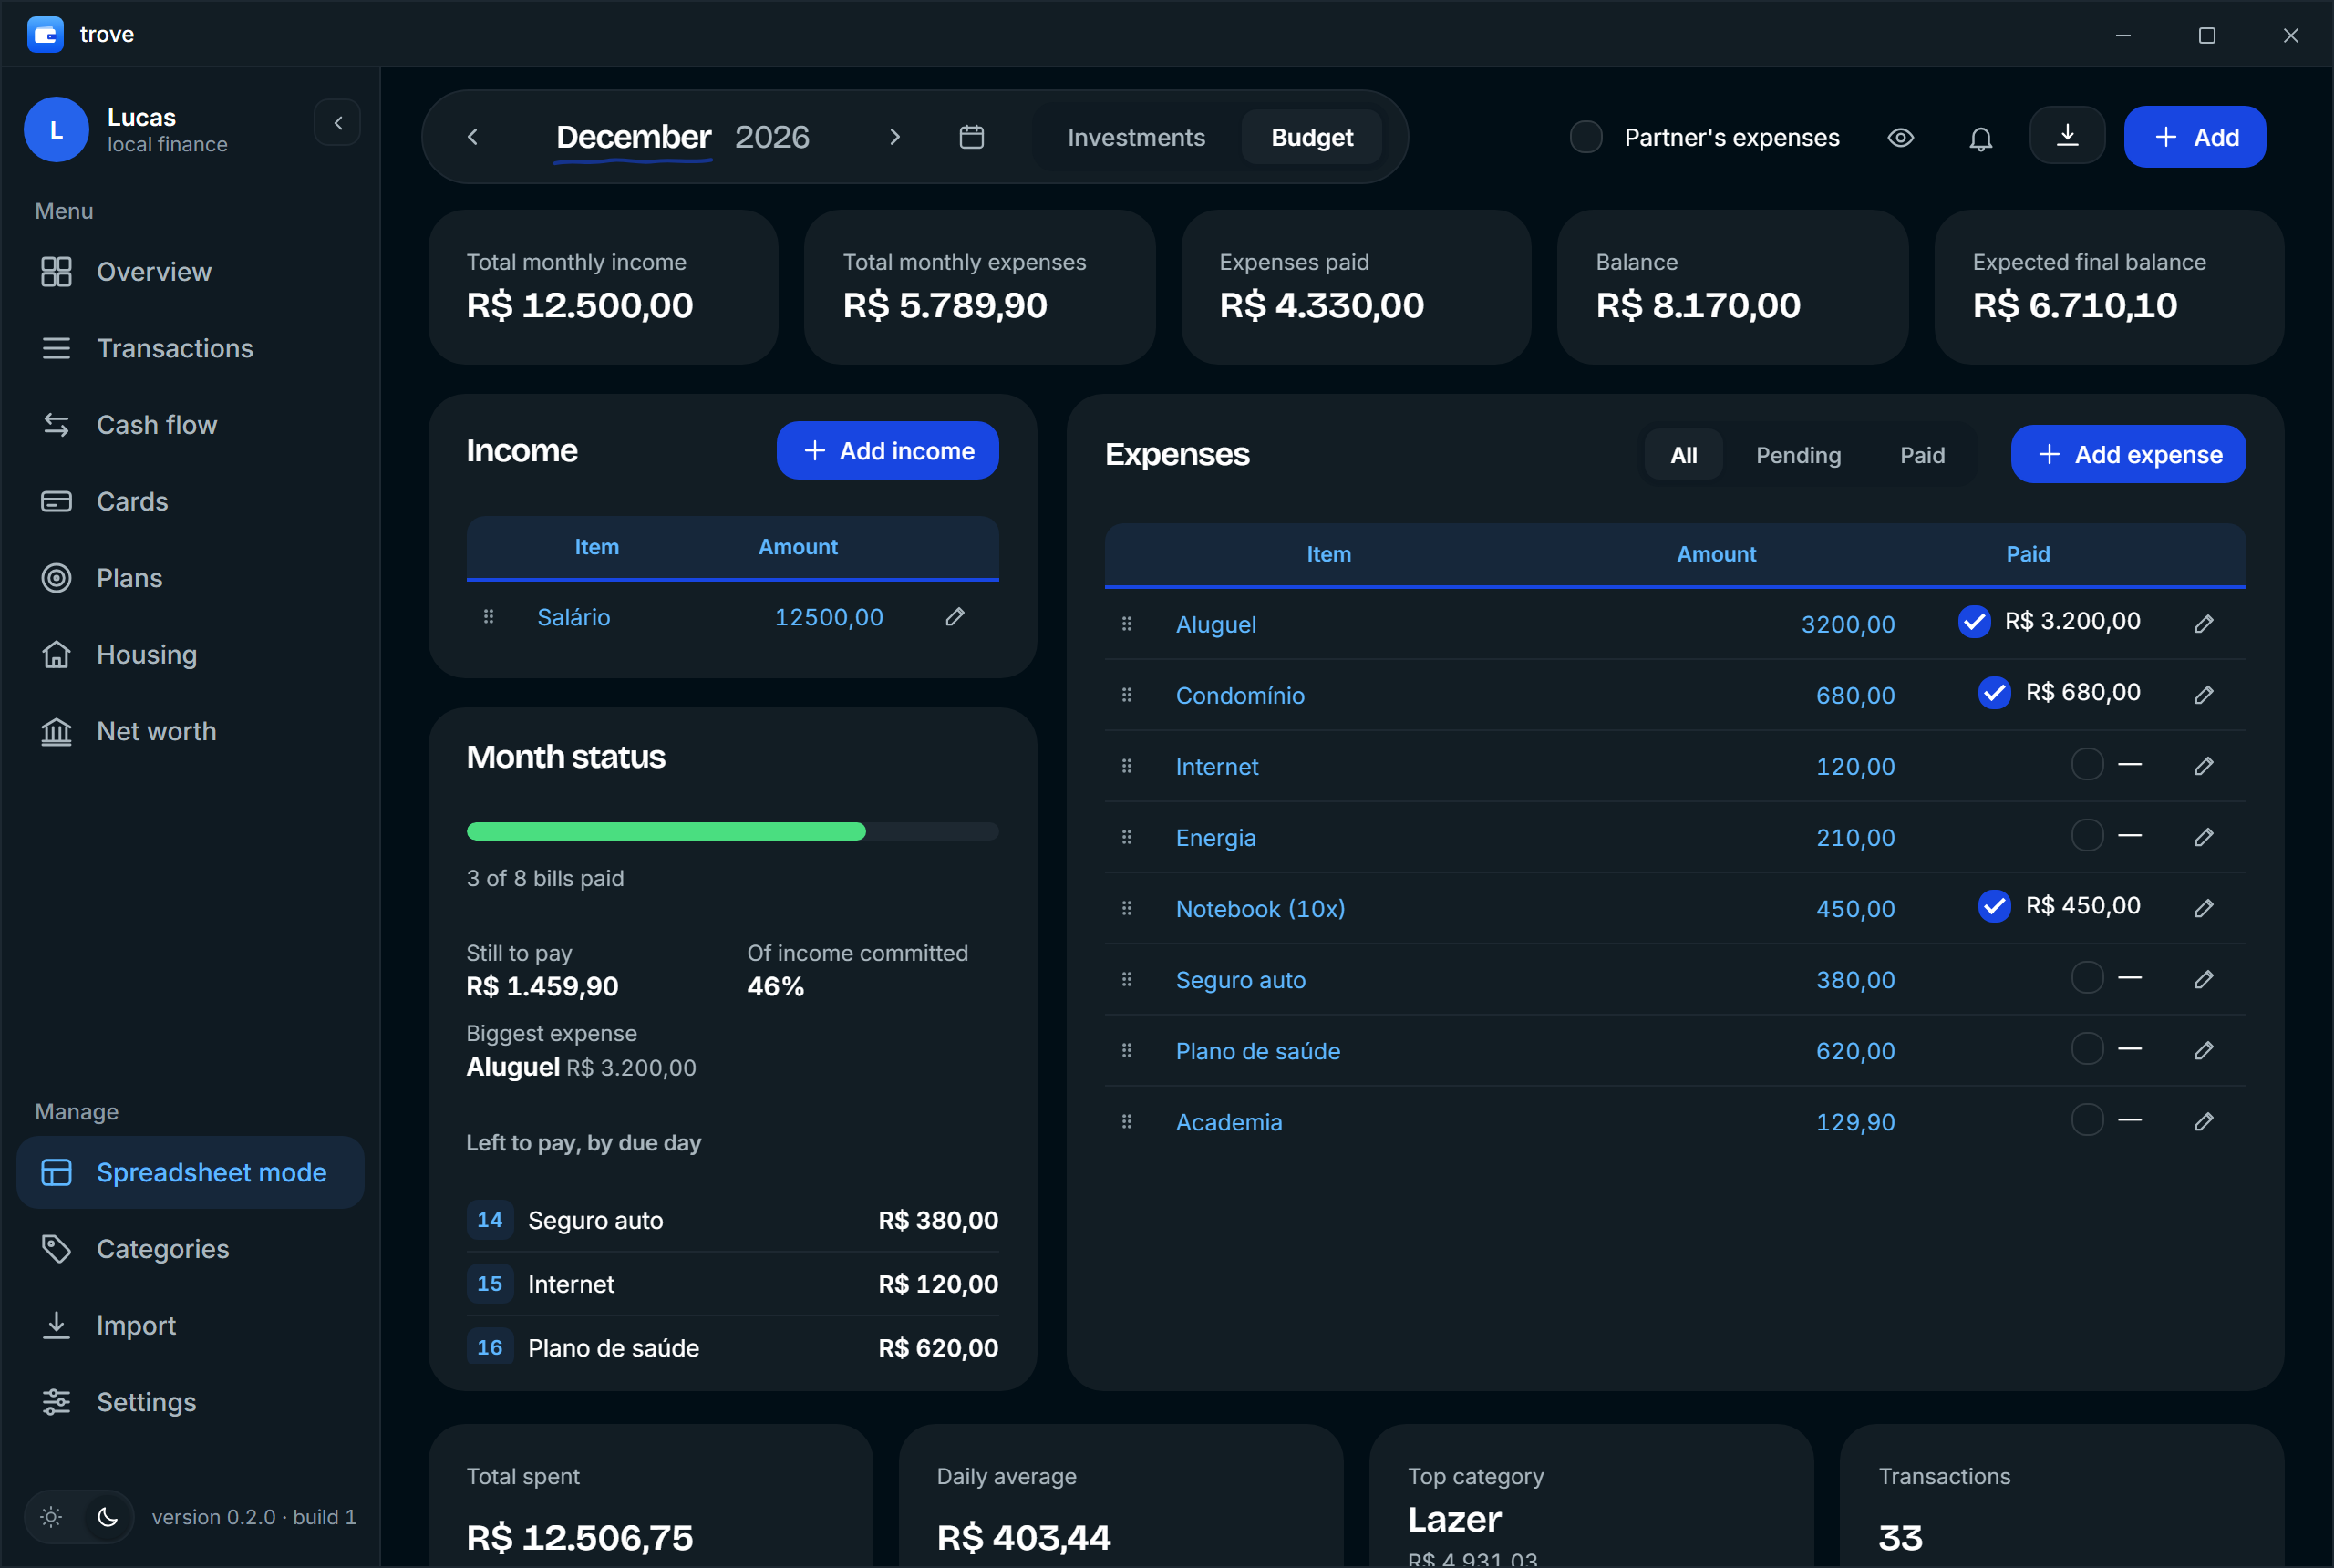 trove
L
Lucas
local finance
Menu
Overview
Transactions
Cash flow
Cards
Plans
Housing
Net worth
Manage
Spreadsheet mode
Categories
Import
Settings
version 0.2.0 · build 1
December 2026
Investments
Budget
Partner's expenses
Add
Total monthly income
R$ 12.500,00
Total monthly expenses
R$ 5.789,90
Expenses paid
R$ 4.330,00
Balance
R$ 8.170,00
Expected final balance
R$ 6.710,10
Income
Add income
Item Amount
Salário 12500,00
Month status
3 of 8 bills paid
Still to pay
R$ 1.459,90
Of income committed
46%
Biggest expense
Aluguel R$ 3.200,00
Left to pay, by due day
14 Seguro auto R$ 380,00
15 Internet R$ 120,00
16 Plano de saúde R$ 620,00
Expenses
All Pending Paid
Add expense
Item Amount Paid
Aluguel 3200,00 R$ 3.200,00
Condomínio 680,00 R$ 680,00
Internet 120,00 —
Energia 210,00 —
Notebook (10x) 450,00 R$ 450,00
Seguro auto 380,00 —
Plano de saúde 620,00 —
Academia 129,90 —
Total spent
R$ 12.506,75
Daily average
R$ 403,44
Top category
Lazer
R$ 4.931,03
Transactions
33